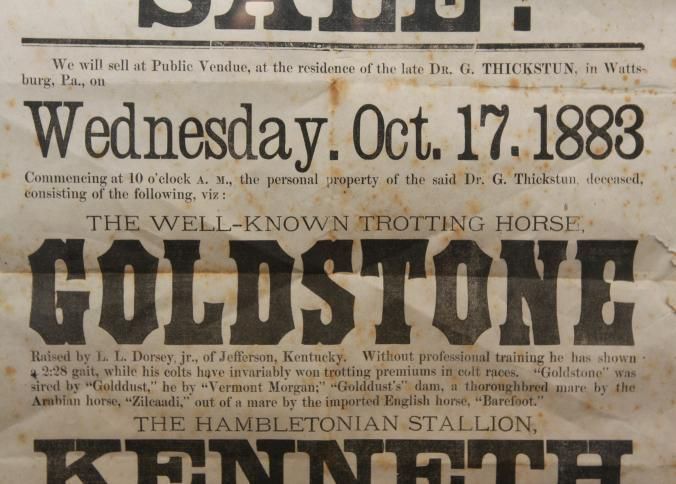 SALE!
We will sell at Public Vendue, at the residence of the late DR. G. THICKSTUN, in Watts-
burg, Pa., on
Wednesday. Oct. 17. 1883
Commencing at 10 o'clock A. M., the personal property of the said Dr. G. Thickstun, deceased,
consisting of the following, viz :
THE WELL-KNOWN TROTTING HORSE,
GOLDSTONE
Raised by L. L. Dorsey, jr., of Jefferson, Kentucky. Without professional training he has shown
a 2:28 gait, while his colts have invariably won trotting premiums in colt races. "Goldstone" was
sired by "Golddust," he by "Vermont Morgan;" "Golddust's" dam, a thoroughbred mare by the
Arabian horse, "Zilcaadi," out of a mare by the imported English horse, "Barefoot."
THE HAMBLETONIAN STALLION,
KENNETH